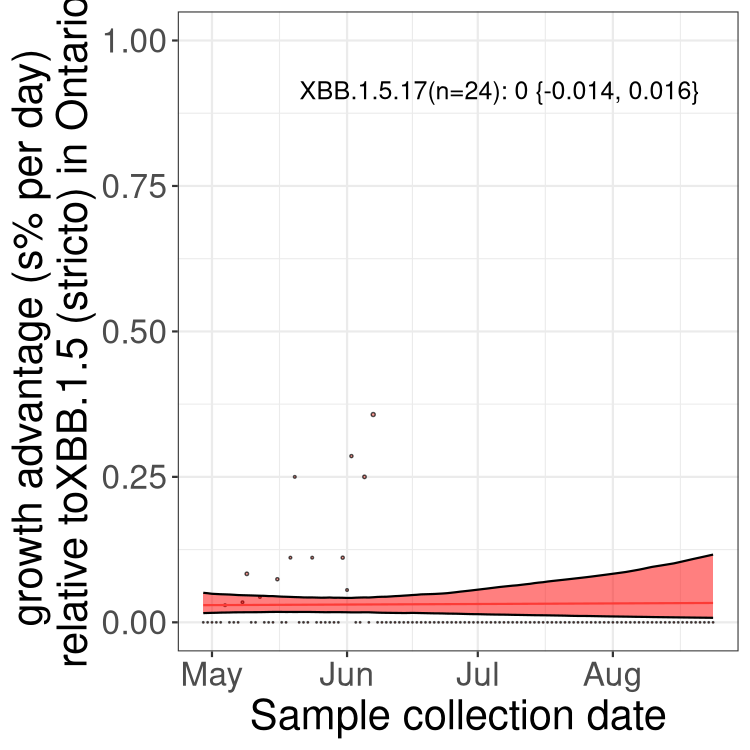 growth advantage (s% per day)
relative toXBB.1.5 (stricto) in Ontario
1.00
0.75
0.50
0.25
0.00
XBB.1.5.17(n=24): 0 {-0.014, 0.016}
May Jun Jul Aug
Sample collection date